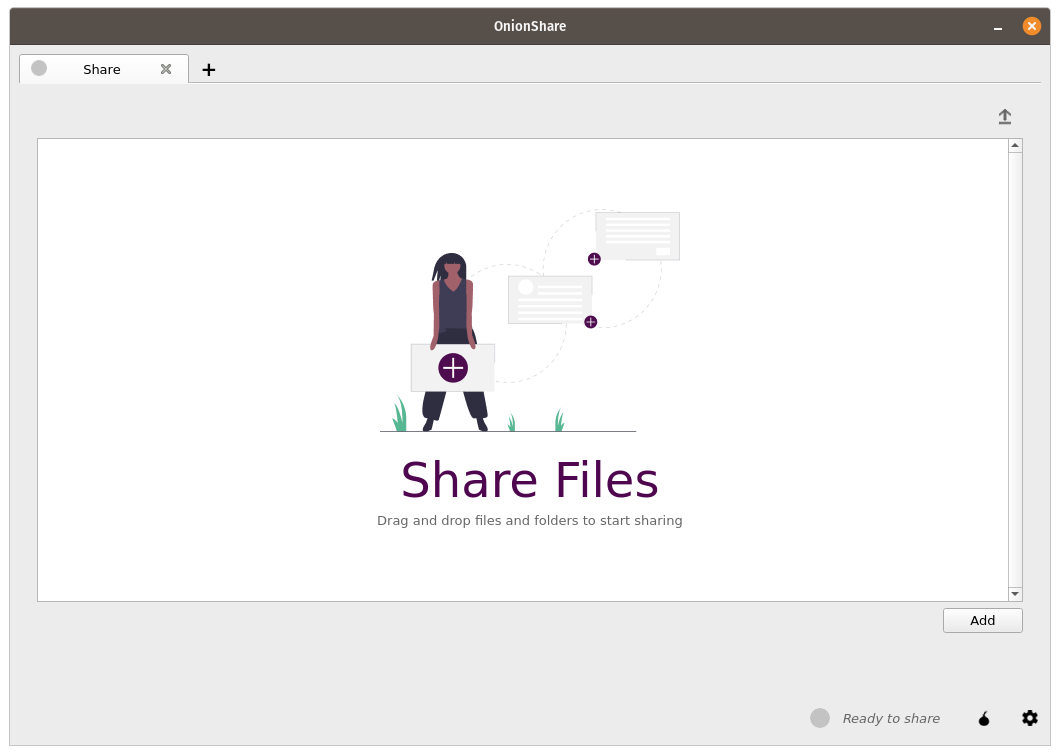 OnionShare
Share
Share Files
Drag and drop files and folders to start sharing
Add
Ready to share